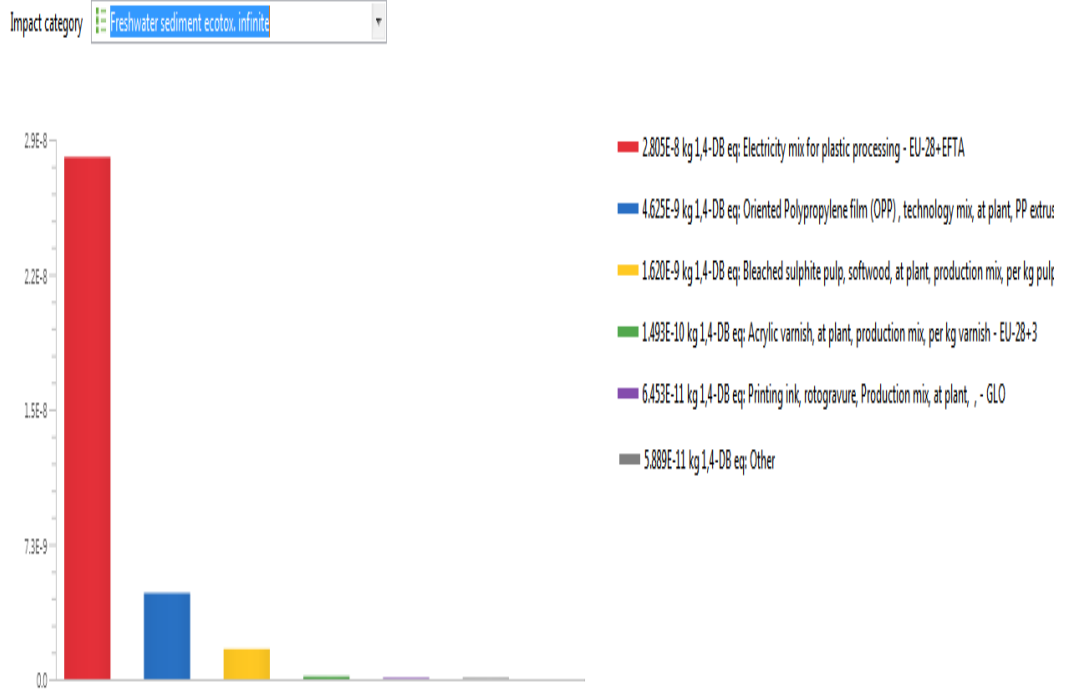 Impact category Freshwater sediment ecotox. infinite
2.9E-8
2.2E-8
1.5E-8
7.3E-9
0.0
2.805E-8 kg 1,4-DB eq: Electricity mix for plastic processing - EU-28+EFTA
4.625E-9 kg 1,4-DB eq: Oriented Polypropylene film (OPP) , technology mix, at plant, PP extrus
1.620E-9 kg 1,4-DB eq: Bleached sulphite pulp, softwood, at plant, production mix, per kg pulp
1.493E-10 kg 1,4-DB eq: Acrylic varnish, at plant, production mix, per kg varnish - EU-28+3
6.453E-11 kg 1,4-DB eq: Printing ink, rotogravure, Production mix, at plant, , - GLO
5.889E-11 kg 1,4-DB eq: Other